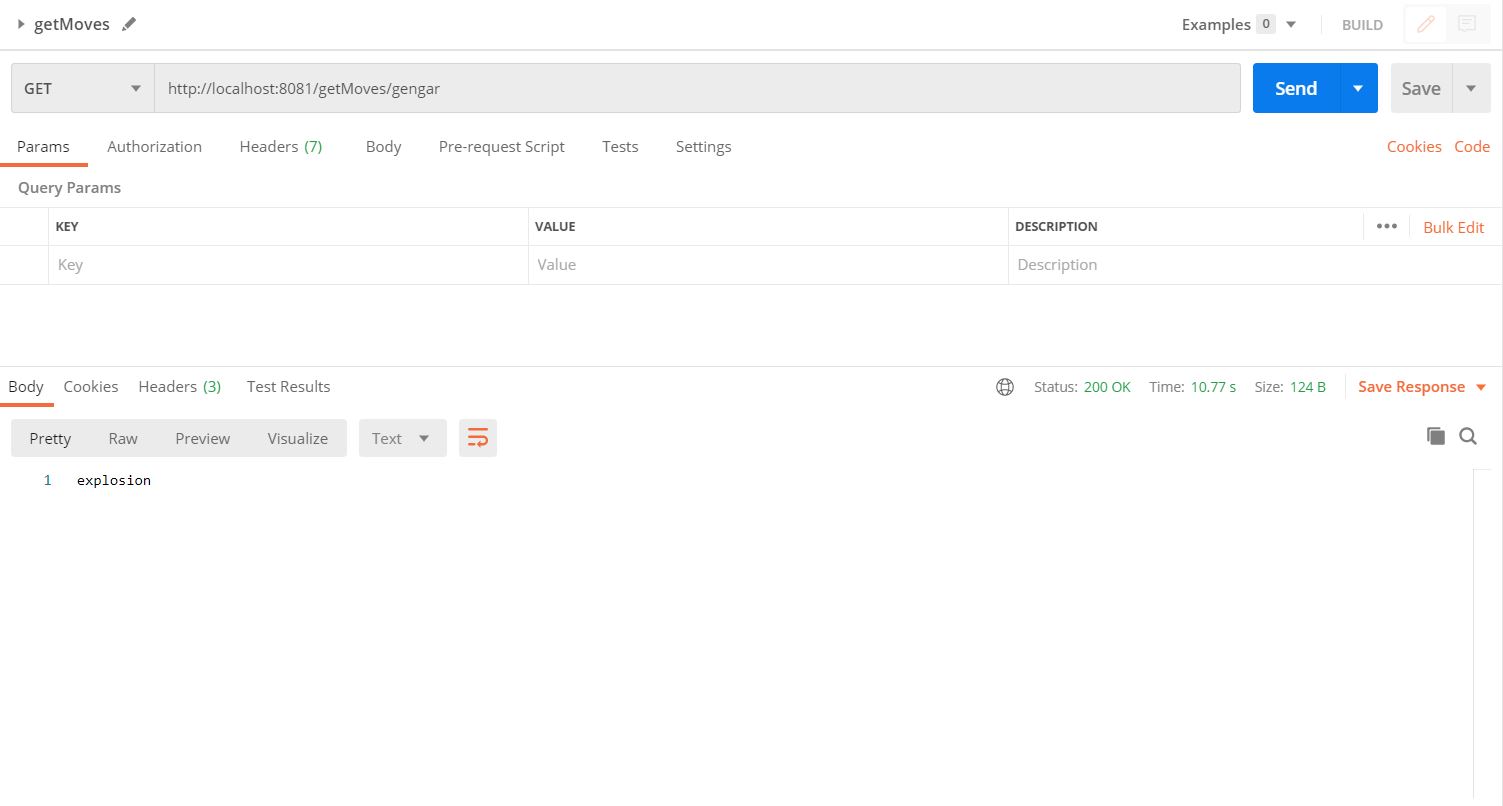 getMoves
Examples 0 BUILD
GET http://localhost:8081/getMoves/gengar Send Save
Params Authorization Headers (7) Body Pre-request Script Tests Settings Cookies Code
Query Params
KEY VALUE DESCRIPTION ••• Bulk Edit
Key Value Description
Body Cookies Headers (3) Test Results Status: 200 OK Time: 10.77 s Size: 124 B Save Response
Pretty Raw Preview Visualize Text
1 explosion